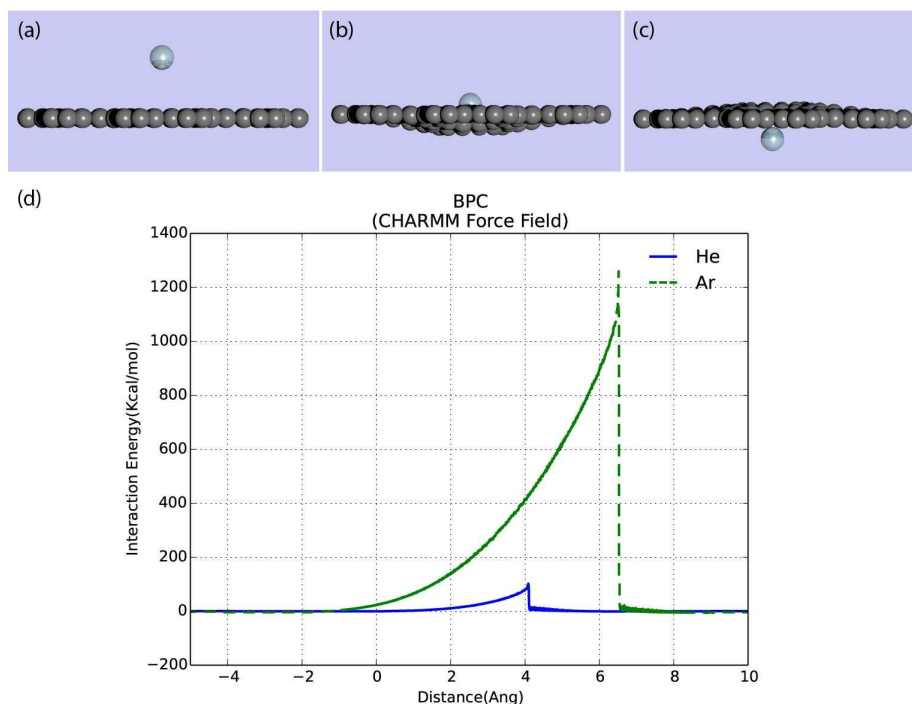 (a)
(b)
(c)
(d)
BPC
(CHARMM Force Field)
1400
1200
1000
800
600
400
200
0
−200
Interaction Energy(Kcal/mol)
He
Ar
−4
−2
0
2
4
6
8
10
Distance(Ang)